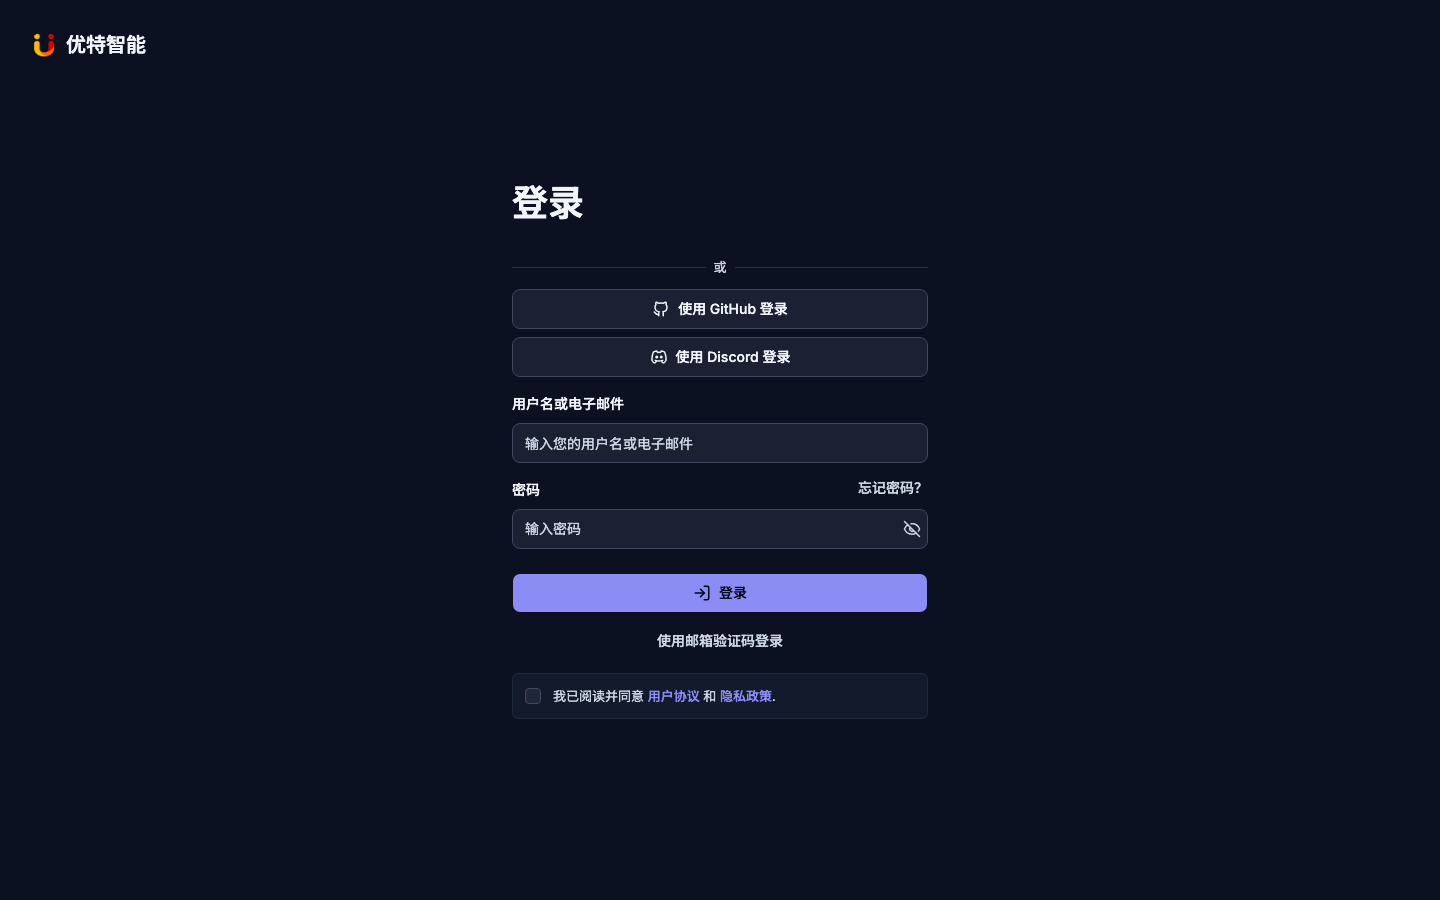 优特智能
登录
或
使用 GitHub 登录
使用 Discord 登录
用户名或电子邮件
输入您的用户名或电子邮件
密码
忘记密码？
输入密码
登录
使用邮箱验证码登录
我已阅读并同意 用户协议 和 隐私政策.